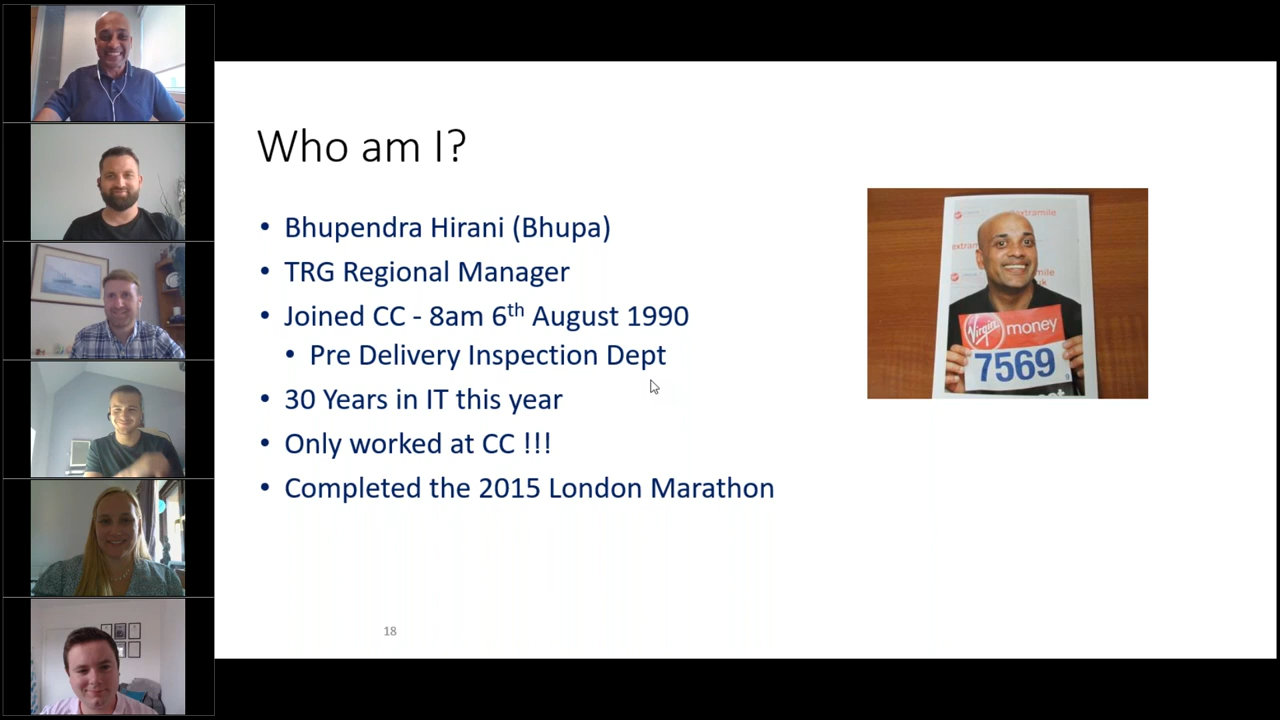 Who am I?
• Bhupendra Hirani (Bhupa)
• TRG Regional Manager
• Joined CC - 8am 6th August 1990
• Pre Delivery Inspection Dept
• 30 Years in IT this year
• Only worked at CC !!!
• Completed the 2015 London Marathon
extramile
Virgin money
7569
18